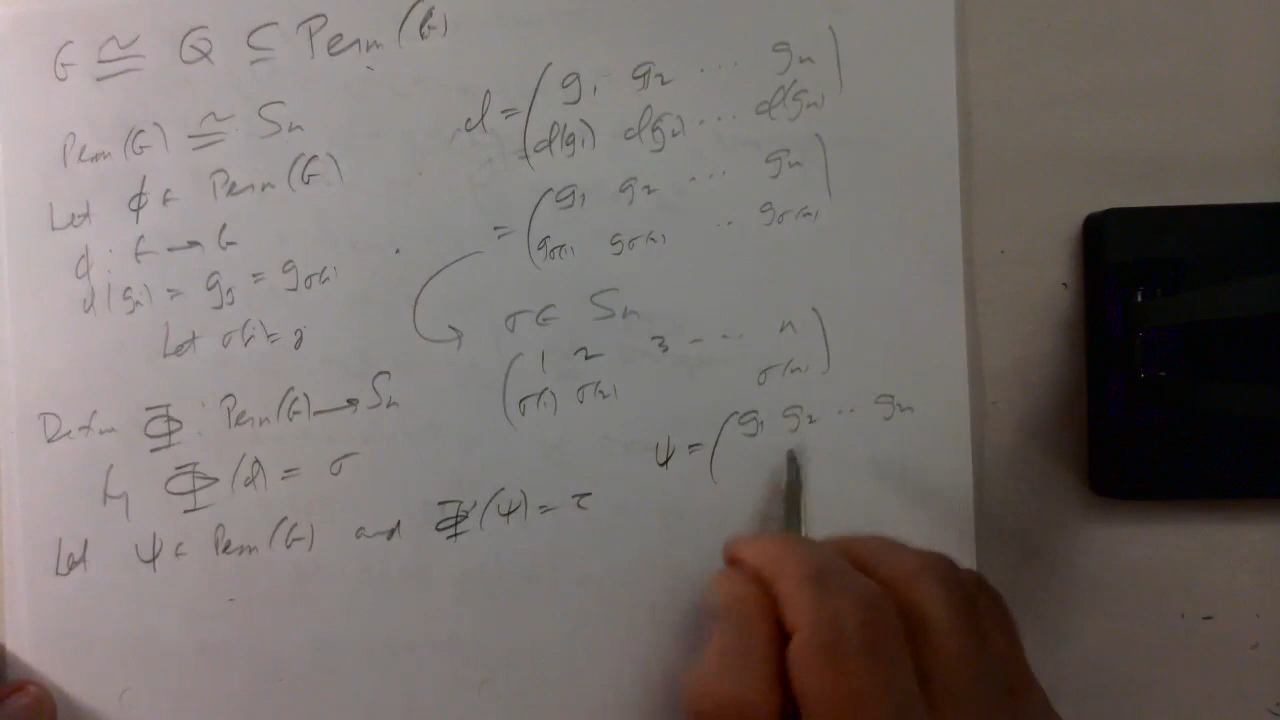 G ≅ Q ⊆ Perm(G)
Perm(G) ≅ Sn
Let ϕ ∈ Perm(G)
ϕ: G → G
ϕ(gi) = gj = gσ(i)
Let σ(i) = j
Define Φ: Perm(G) → Sn
by Φ(ϕ) = σ
Let ψ ∈ Perm(G) and Φ(ψ) = τ
ϕ = ( g1 g2 ... gn )
ϕ(g1) ϕ(g2) ... ϕ(gn)
= ( g1 g2 ... gn )
gσ(1) gσ(2) .. gσ(n)
σ ∈ Sn
( 1 2 3 ... n )
σ(1) σ(2) σ(n)
ψ = ( g1 g2 .. gn